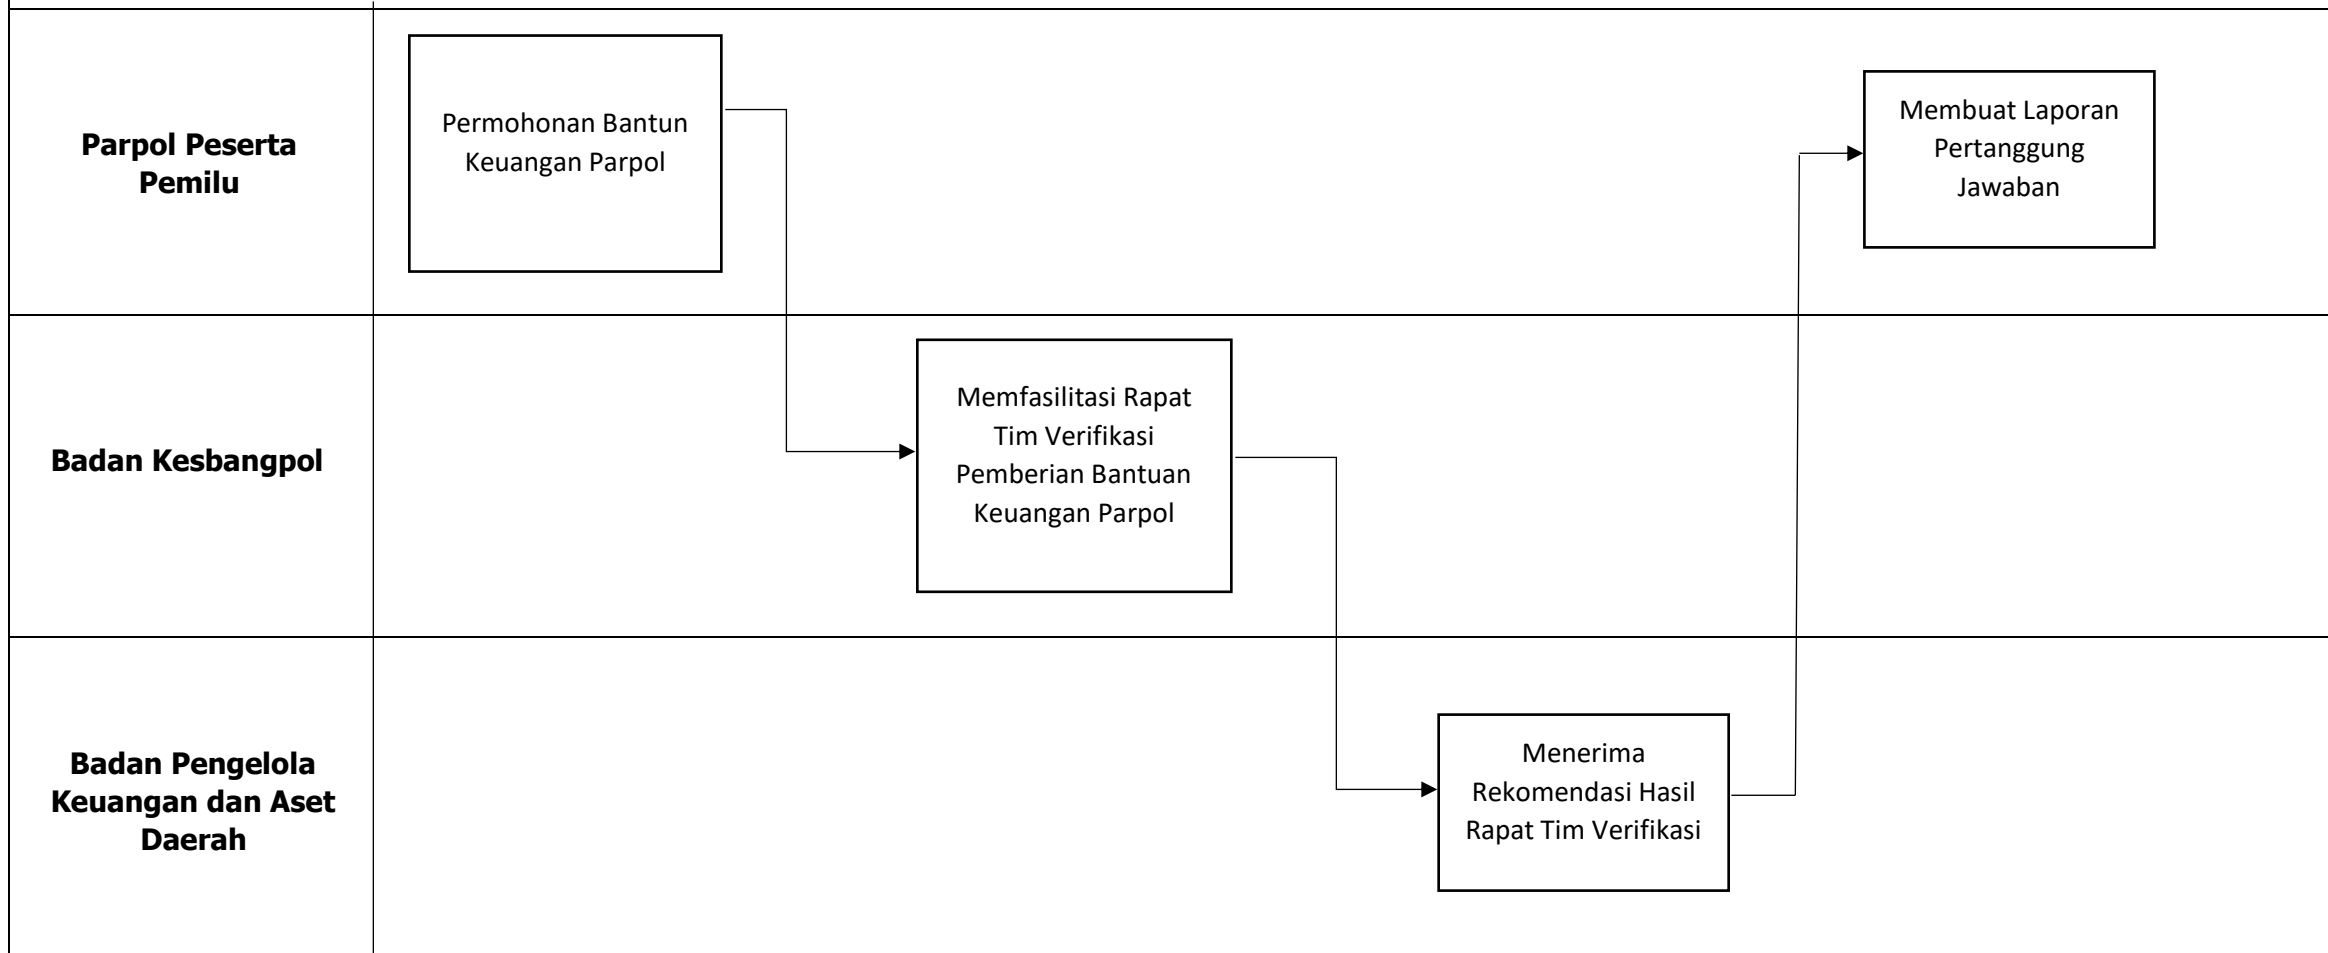 Parpol Peserta
Pemilu
Permohonan Bantun
Keuangan Parpol
Membuat Laporan
Pertanggung
Jawaban
Badan Kesbangpol
Memfasilitasi Rapat
Tim Verifikasi
Pemberian Bantuan
Keuangan Parpol
Badan Pengelola
Keuangan dan Aset
Daerah
Menerima
Rekomendasi Hasil
Rapat Tim Verifikasi